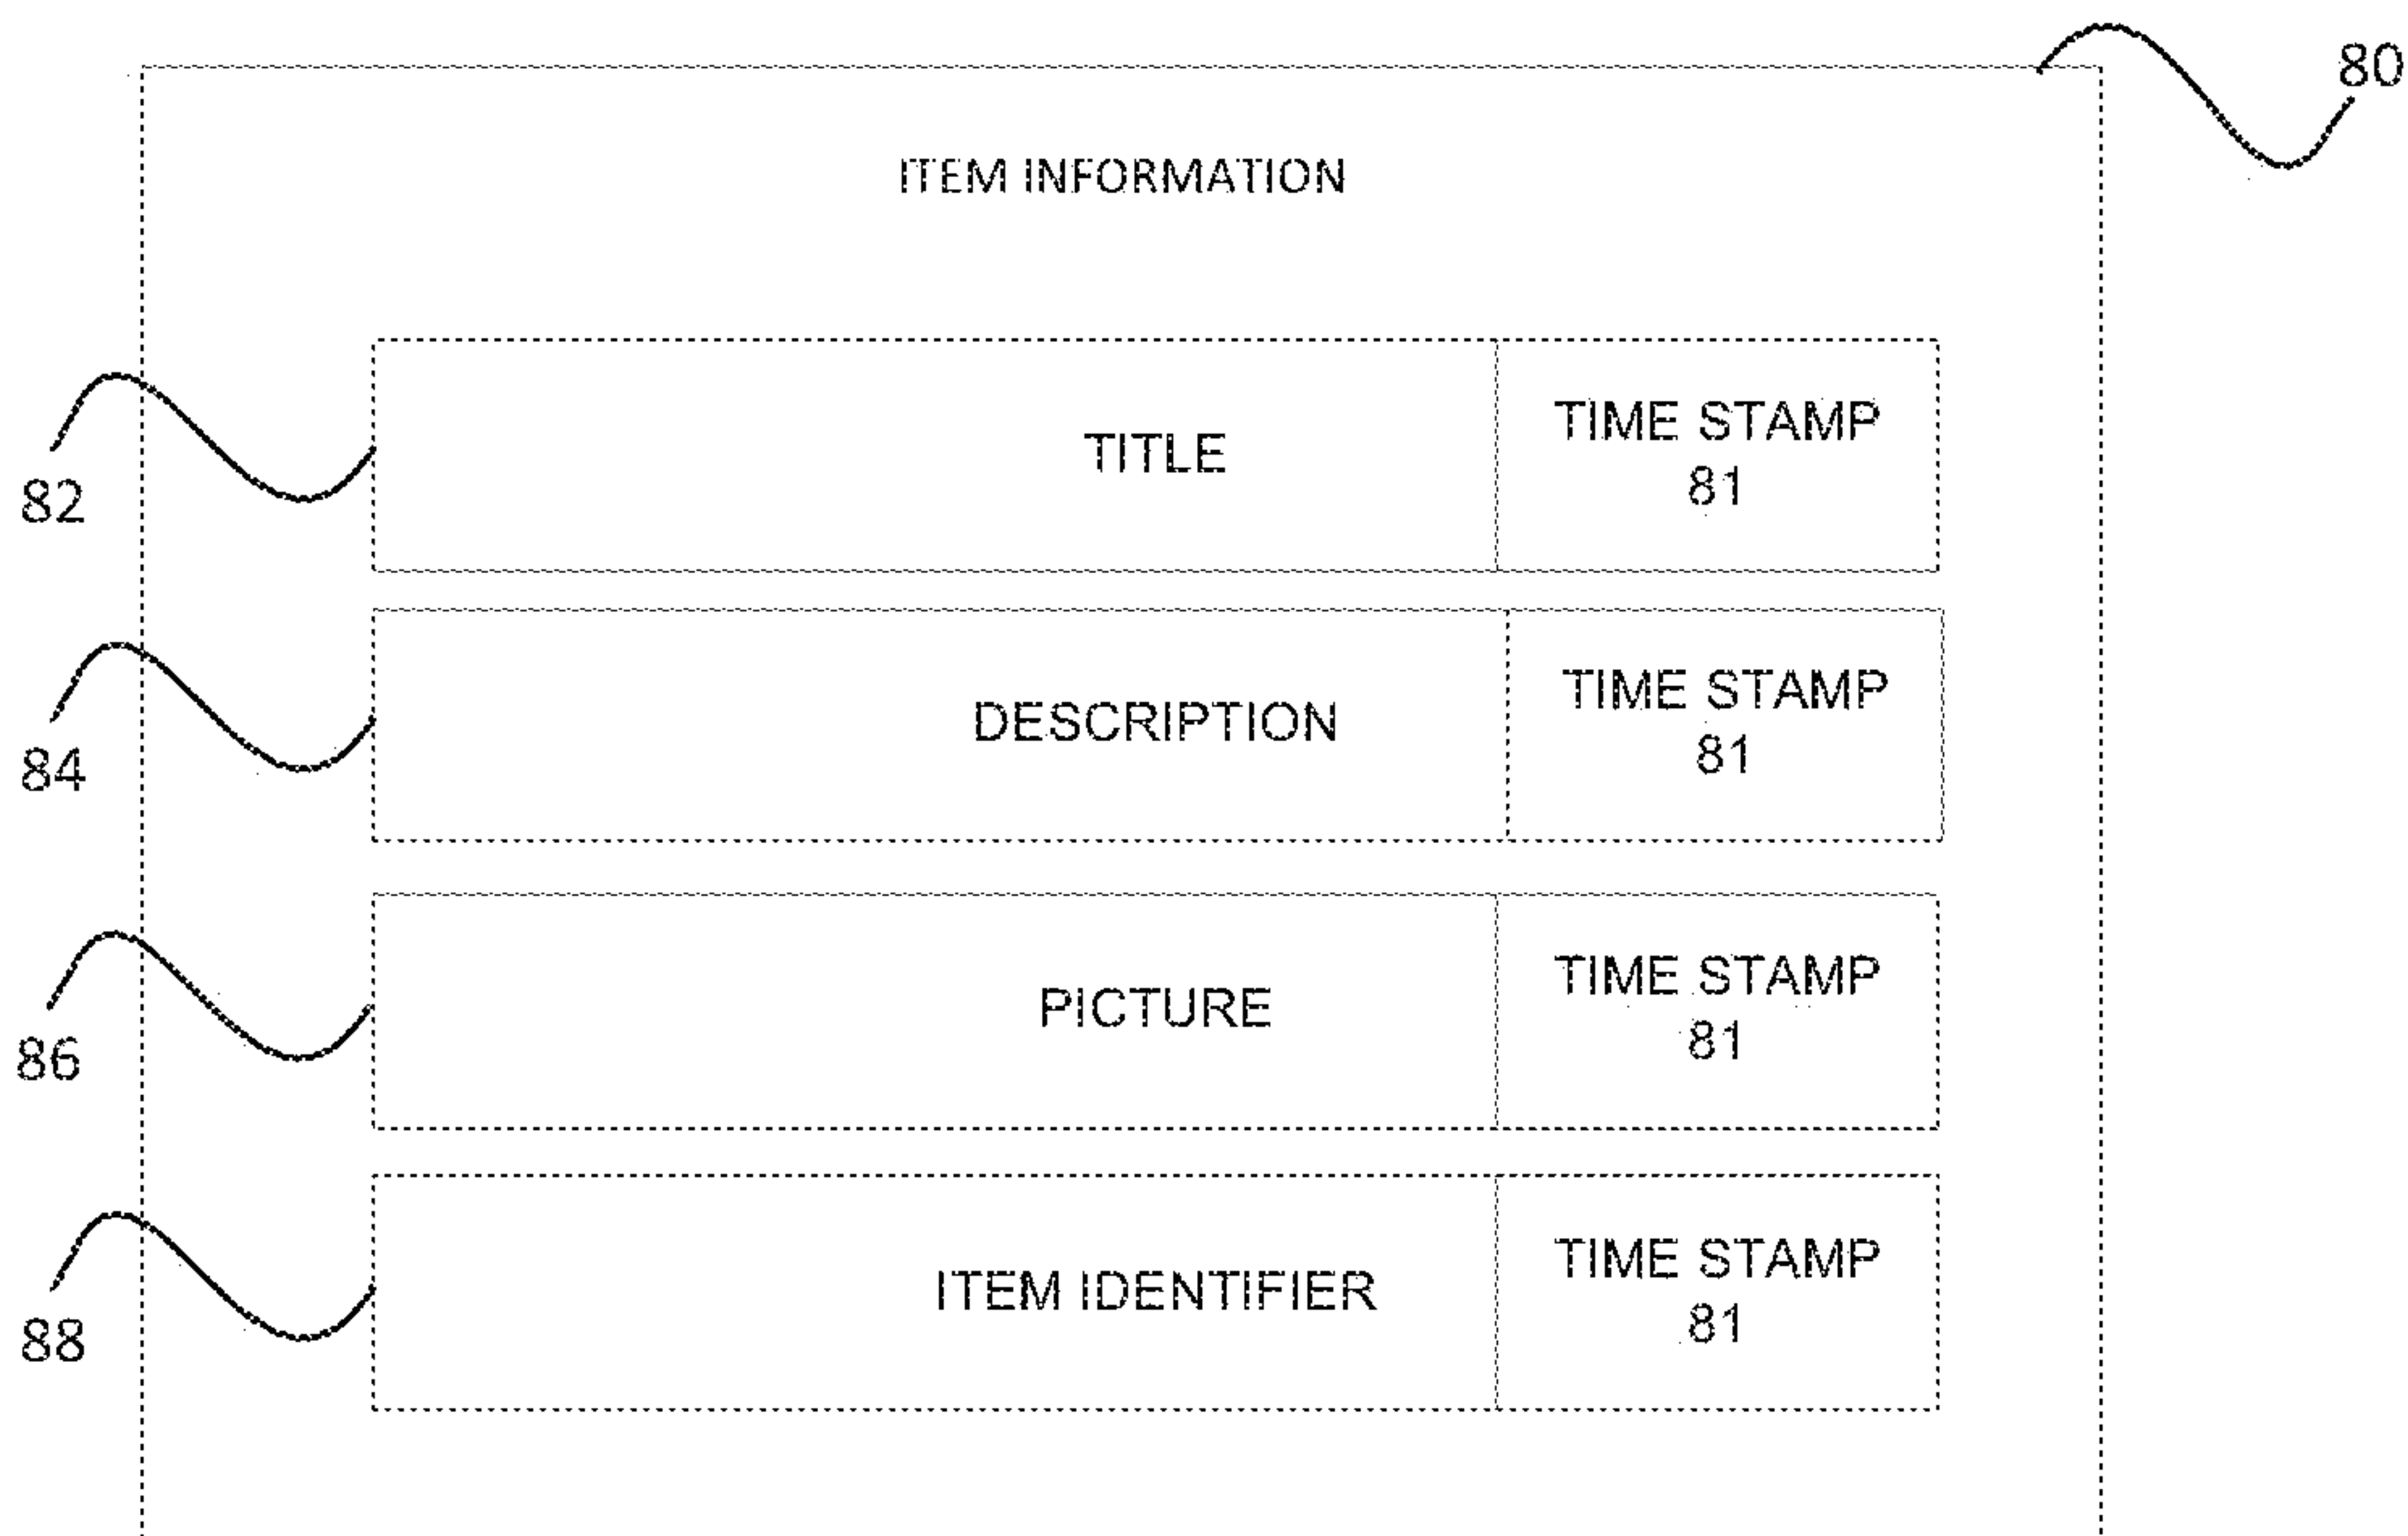 80
ITEM INFORMATION
TITLE
TIME STAMP
81
82
DESCRIPTION
TIME STAMP
81
84
PICTURE
TIME STAMP
81
86
ITEM IDENTIFIER
TIME STAMP
81
88